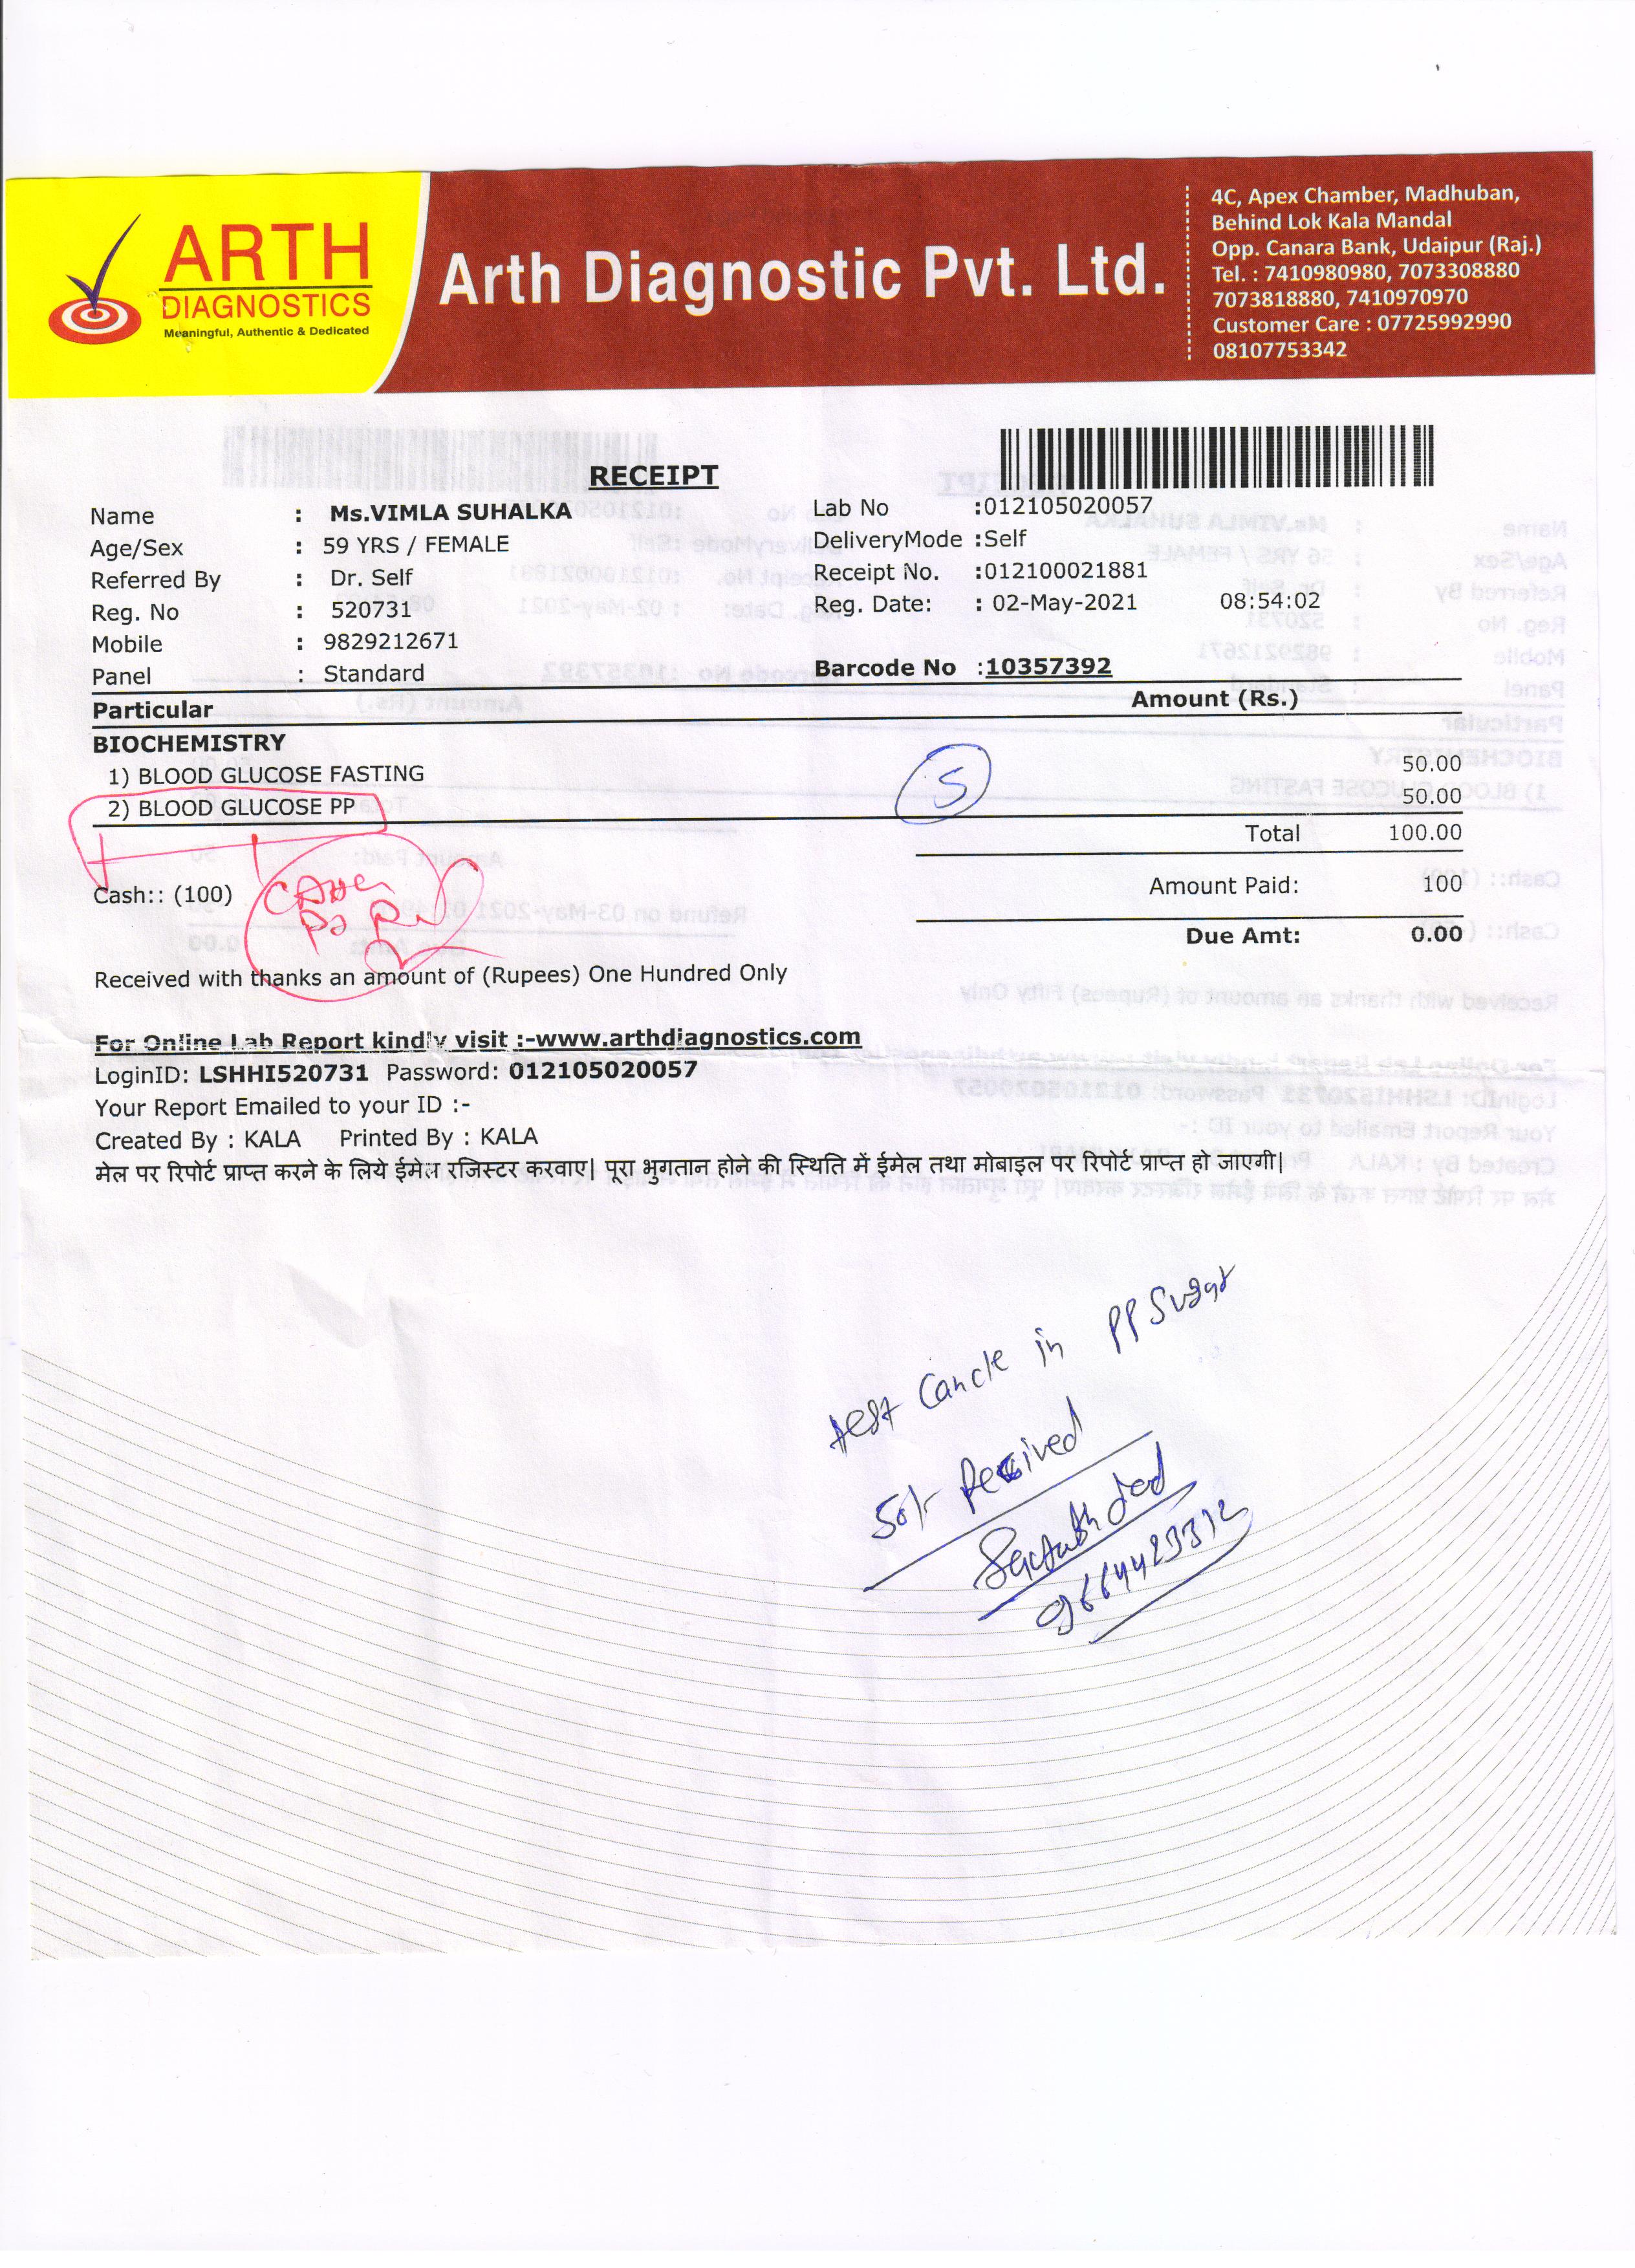 ARTH
DIAGNOSTICS
Meaningful, Authentic & Dedicated
Arth Diagnostic Pvt. Ltd.
4C, Apex Chamber, Madhuban,
Behind Lok Kala Mandal
Opp. Canara Bank, Udaipur (Raj.)
Tel. : 7410980980, 7073308880
7073818880, 7410970970
Customer Care : 07725992990
08107753342
RECEIPT
Name : Ms.VIMLA SUHALKA Lab No :012105020057
Age/Sex : 59 YRS / FEMALE DeliveryMode :Self
Referred By : Dr. Self Receipt No. :012100021881
Reg. No : 520731 Reg. Date: : 02-May-2021 08:54:02
Mobile : 9829212671
Panel : Standard Barcode No :10357392
Particular Amount (Rs.)
BIOCHEMISTRY
1) BLOOD GLUCOSE FASTING 50.00
2) BLOOD GLUCOSE PP 50.00
S
Total 100.00
Cash:: (100) Amount Paid: 100
Due Amt: 0.00
Received with thanks an amount of (Rupees) One Hundred Only
For Online Lab Report kindly visit :-www.arthdiagnostics.com
LoginID: LSHHI520731 Password: 012105020057
Your Report Emailed to your ID :-
Created By : KALA Printed By : KALA
मेल पर रिपोर्ट प्राप्त करने के लिये ईमेल रजिस्टर करवाए| पूरा भुगतान होने की स्थिति में ईमेल तथा मोबाइल पर रिपोर्ट प्राप्त हो जाएगी|
test Cancle in PP Sugar
50/- Received